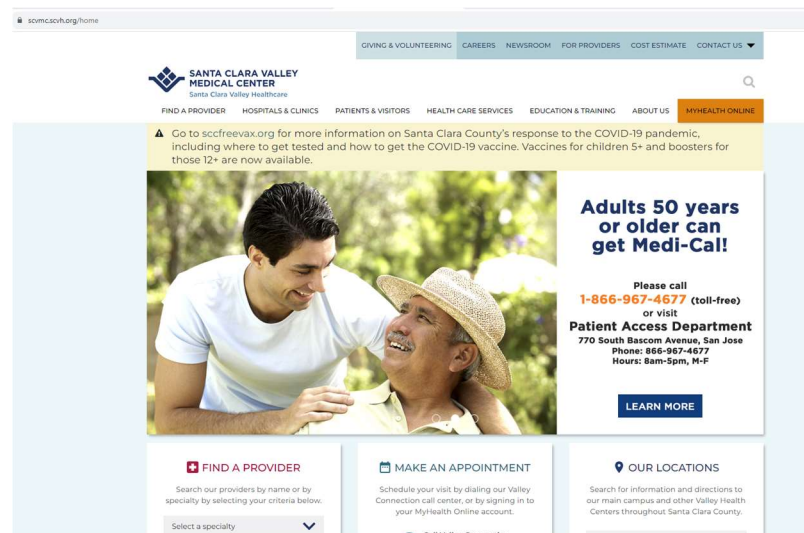 scvmc.scvh.org/home
GIVING & VOLUNTEERING CAREERS NEWSROOM FOR PROVIDERS COST ESTIMATE CONTACT US
SANTA CLARA VALLEY
MEDICAL CENTER
Santa Clara Valley Healthcare
FIND A PROVIDER HOSPITALS & CLINICS PATIENTS & VISITORS HEALTH CARE SERVICES EDUCATION & TRAINING ABOUT US MYHEALTH ONLINE
Go to sccfreevax.org for more information on Santa Clara County's response to the COVID-19 pandemic,
including where to get tested and how to get the COVID-19 vaccine. Vaccines for children 5+ and boosters for
those 12+ are now available.
Adults 50 years
or older can
get Medi-Cal!
Please call
1-866-967-4677 (toll-free)
or visit
Patient Access Department
770 South Bascom Avenue, San Jose
Phone: 866-967-4677
Hours: 8am-5pm, M-F
LEARN MORE
FIND A PROVIDER
Search our providers by name or by
specialty by selecting your criteria below.
Select a specialty
MAKE AN APPOINTMENT
Schedule your visit by dialing our Valley
Connection call center, or by signing in to
your MyHealth Online account.
OUR LOCATIONS
Search for information and directions to
our main campus and other Valley Health
Centers throughout Santa Clara County.